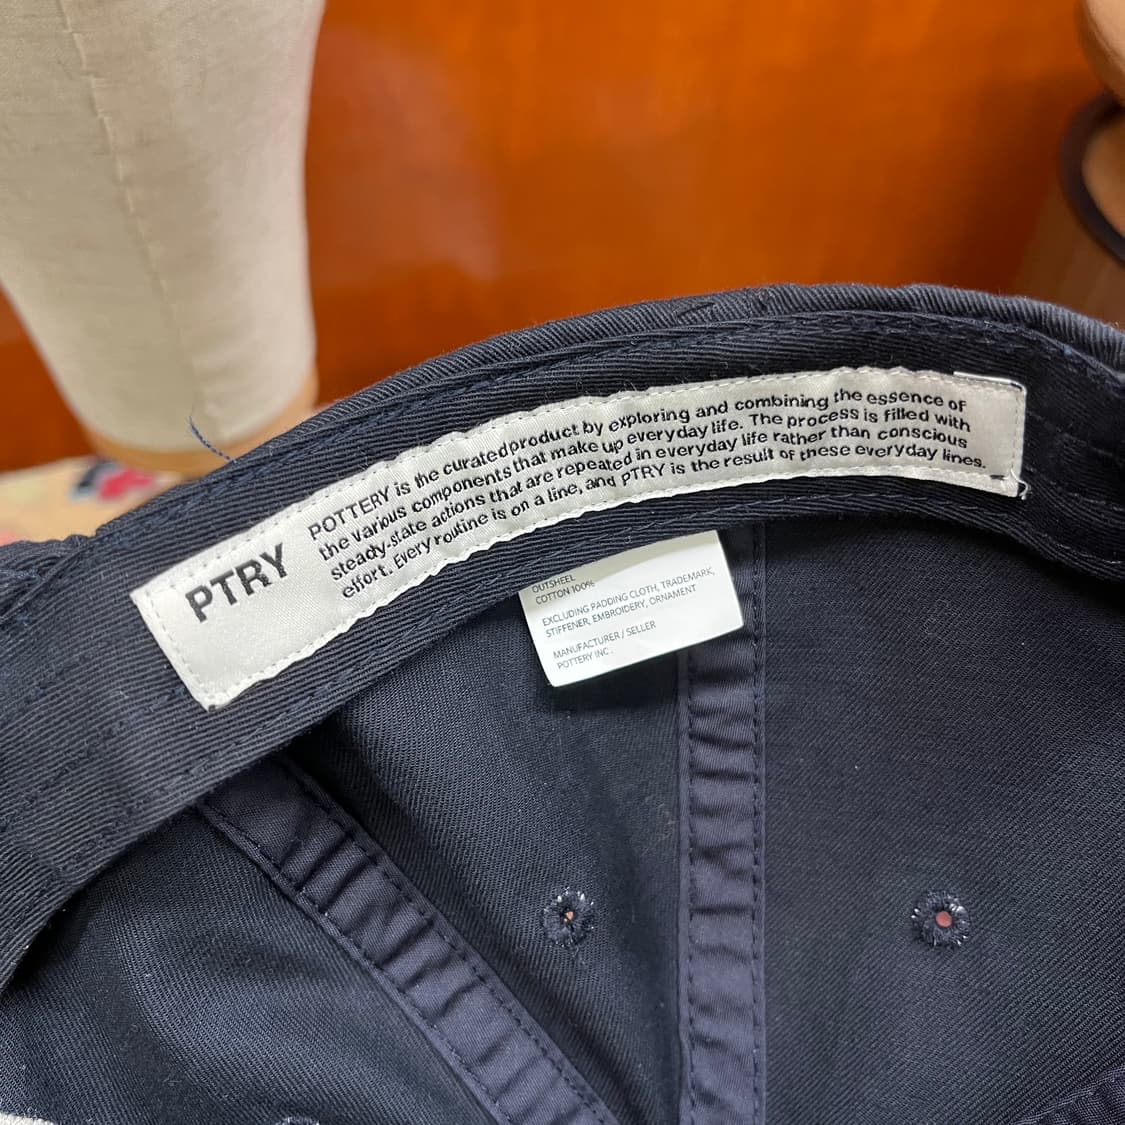 PTRY
POTTERY is the curated product by exploring and combining the essence of
the various components that make up everyday life. The process is filled with
steady-state actions that are repeated in everyday life rather than conscious
effort. Every routine is on a line, and PTRY is the result of these everyday lines.
OUTSHEEL
COTTON 100%
EXCLUDING PADDING CLOTH, TRADEMARK,
STIFFENER, EMBROIDERY, ORNAMENT
MANUFACTURER / SELLER
POTTERY INC.